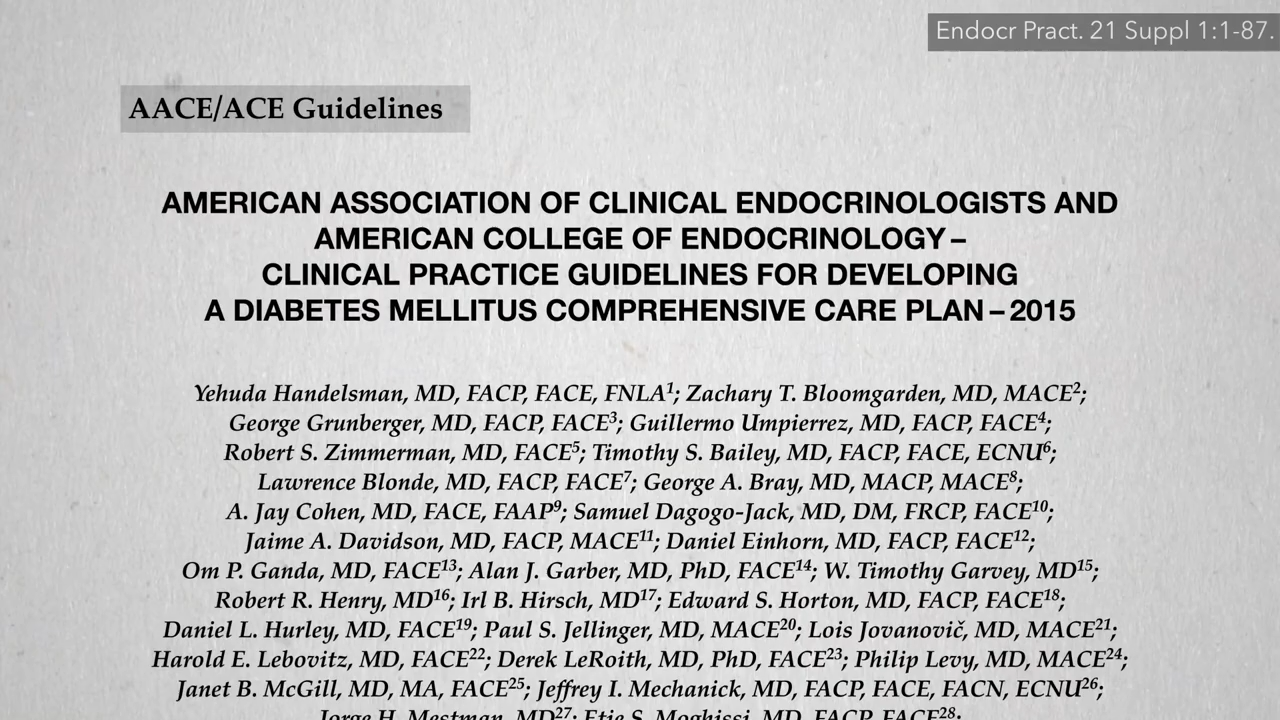 Endocr Pract. 21 Suppl 1:1-87.
AACE/ACE Guidelines
AMERICAN ASSOCIATION OF CLINICAL ENDOCRINOLOGISTS AND
AMERICAN COLLEGE OF ENDOCRINOLOGY –
CLINICAL PRACTICE GUIDELINES FOR DEVELOPING
A DIABETES MELLITUS COMPREHENSIVE CARE PLAN – 2015
Yehuda Handelsman, MD, FACP, FACE, FNLA¹; Zachary T. Bloomgarden, MD, MACE²;
George Grunberger, MD, FACP, FACE³; Guillermo Umpierrez, MD, FACP, FACE⁴;
Robert S. Zimmerman, MD, FACE⁵; Timothy S. Bailey, MD, FACP, FACE, ECNU⁶;
Lawrence Blonde, MD, FACP, FACE⁷; George A. Bray, MD, MACP, MACE⁸;
A. Jay Cohen, MD, FACE, FAAP⁹; Samuel Dagogo-Jack, MD, DM, FRCP, FACE¹⁰;
Jaime A. Davidson, MD, FACP, MACE¹¹; Daniel Einhorn, MD, FACP, FACE¹²;
Om P. Ganda, MD, FACE¹³; Alan J. Garber, MD, PhD, FACE¹⁴; W. Timothy Garvey, MD¹⁵;
Robert R. Henry, MD¹⁶; Irl B. Hirsch, MD¹⁷; Edward S. Horton, MD, FACP, FACE¹⁸;
Daniel L. Hurley, MD, FACE¹⁹; Paul S. Jellinger, MD, MACE²⁰; Lois Jovanovič, MD, MACE²¹;
Harold E. Lebovitz, MD, FACE²²; Derek LeRoith, MD, PhD, FACE²³; Philip Levy, MD, MACE²⁴;
Janet B. McGill, MD, MA, FACE²⁵; Jeffrey I. Mechanick, MD, FACP, FACE, FACN, ECNU²⁶;
Jorge H. Mestman, MD²⁷; Etie S. Moghissi, MD, FACP, FACE²⁸;